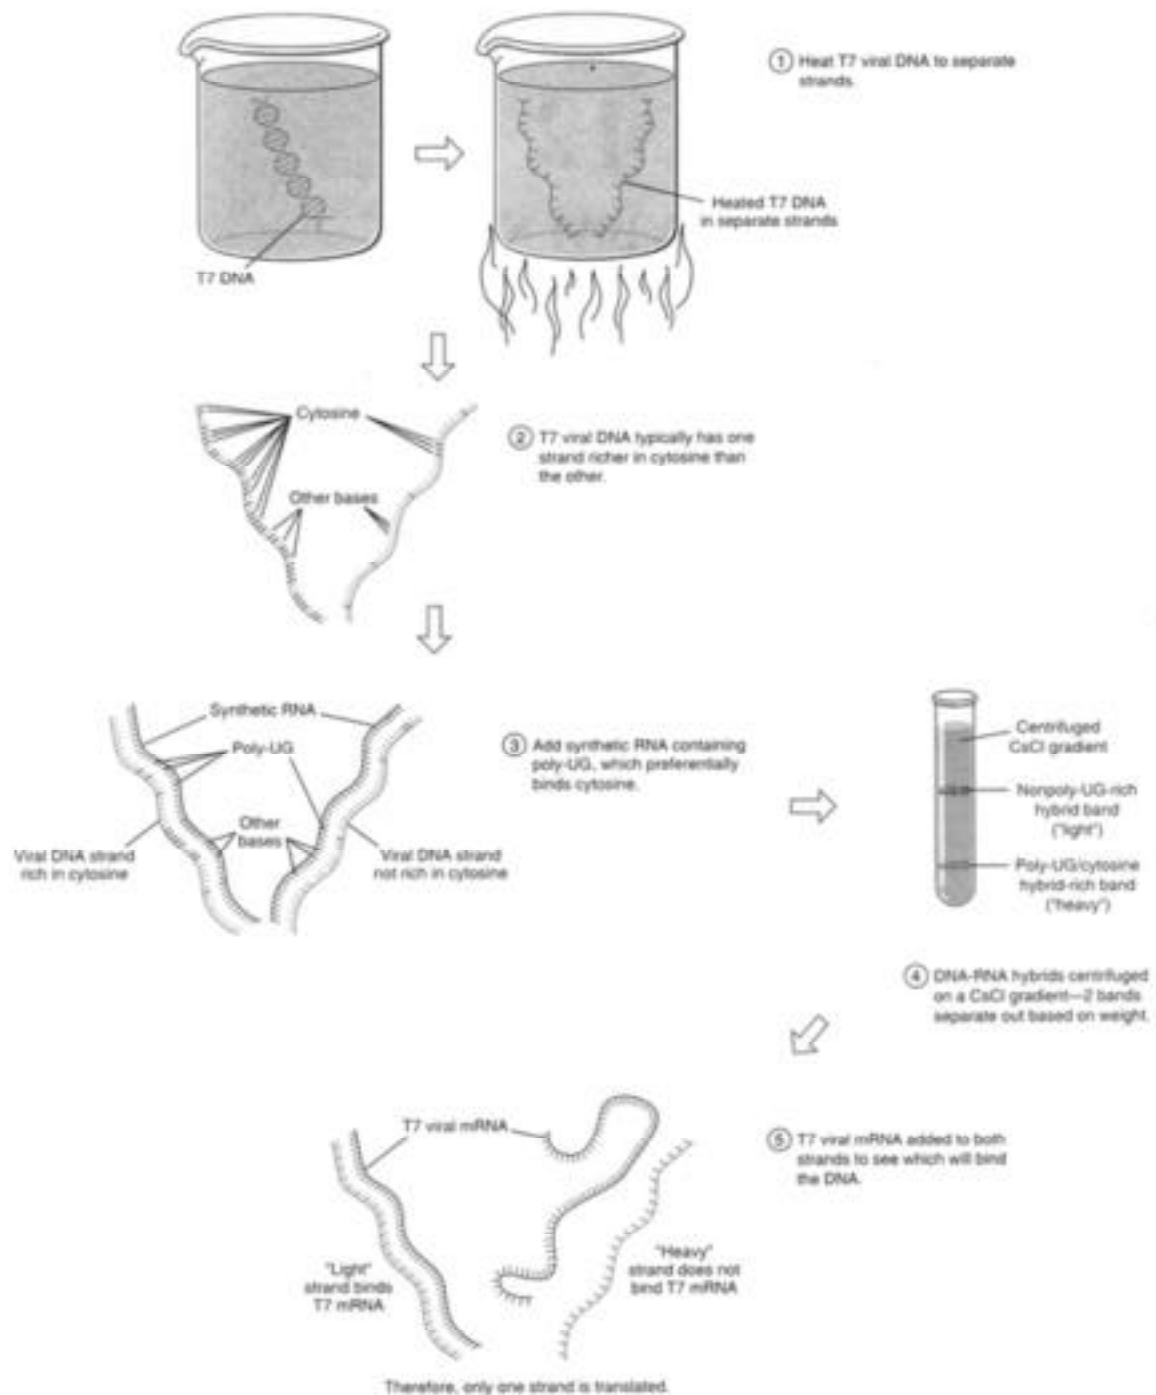 ① Heat T7 viral DNA to separate
strands.
Heated T7 DNA
in separate strands
T7 DNA
Cytosine
Other bases
② T7 viral DNA typically has one
strand richer in cytosine than
the other.
Synthetic RNA
Poly-UG
Other
bases
Viral DNA strand
rich in cytosine
Viral DNA strand
not rich in cytosine
③ Add synthetic RNA containing
poly-UG, which preferentially
binds cytosine.
Centrifuged
CsCl gradient
Nonpoly-UG-rich
hybrid band
("light")
Poly-UG/cytosine
hybrid-rich band
("heavy")
④ DNA-RNA hybrids centrifuged
on a CsCl gradient—2 bands
separate out based on weight.
T7 viral mRNA
⑤ T7 viral mRNA added to both
strands to see which will bind
the DNA.
"Light"
strand binds
T7 mRNA
"Heavy"
strand does not
bind T7 mRNA
Therefore, only one strand is translated.